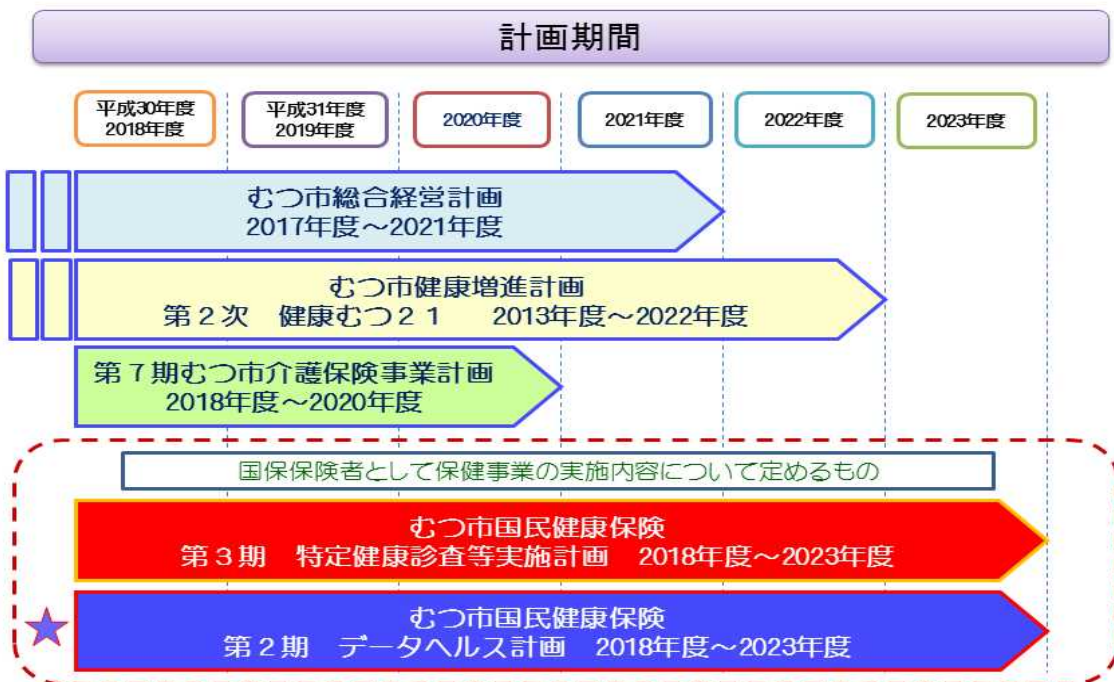 計画期間
平成30年度
2018年度
平成31年度
2019年度
2020年度
2021年度
2022年度
2023年度
むつ市総合経営計画
2017年度～2021年度
むつ市健康増進計画
第２次　健康むつ２１　　2013年度～2022年度
第７期むつ市介護保険事業計画
2018年度～2020年度
国保保険者として保健事業の実施内容について定めるもの
むつ市国民健康保険
第３期　特定健康診査等実施計画　2018年度～2023年度
むつ市国民健康保険
第２期　データヘルス計画　2018年度～2023年度